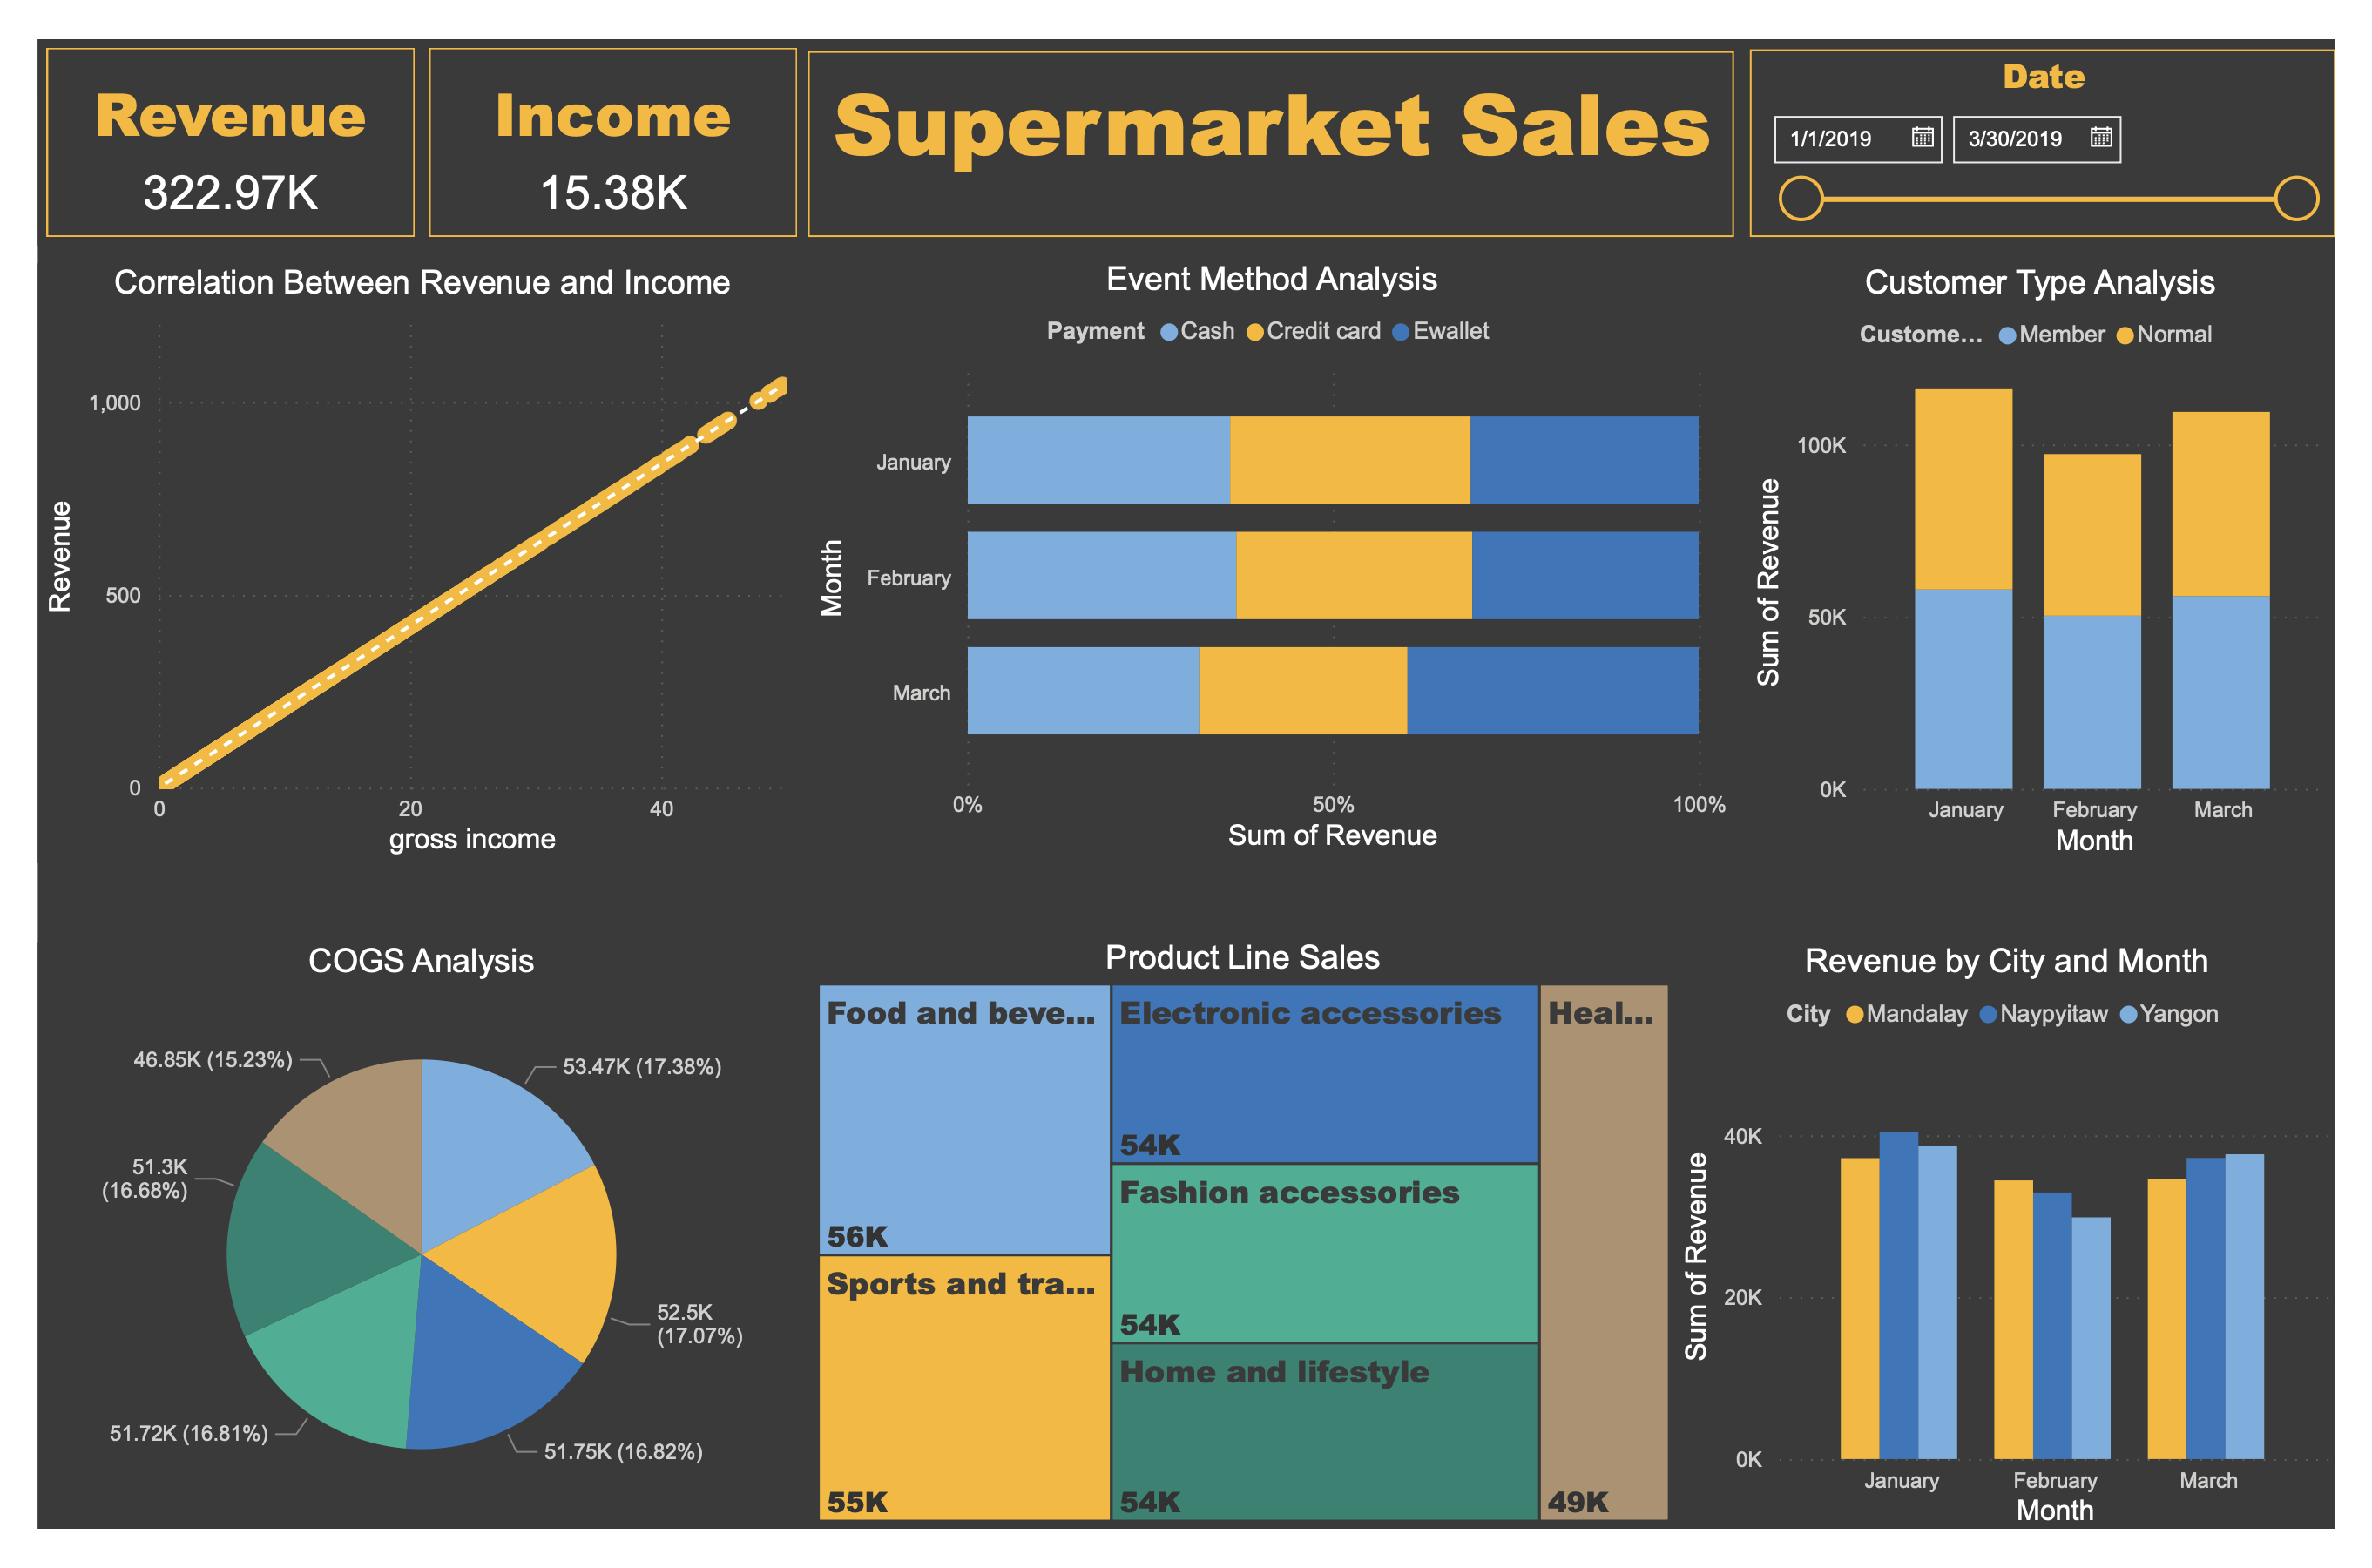 Revenue
322.97K
Income
15.38K
Supermarket Sales
Date
1/1/2019
3/30/2019
Correlation Between Revenue and Income
Revenue
1,000
500
0
0
20
40
gross income
Event Method Analysis
Payment Cash Credit card Ewallet
Month
January
February
March
0%
50%
100%
Sum of Revenue
Customer Type Analysis
Custome... Member Normal
Sum of Revenue
100K
50K
0K
January
February
March
Month
COGS Analysis
46.85K (15.23%)
53.47K (17.38%)
51.3K
(16.68%)
52.5K
(17.07%)
51.72K (16.81%)
51.75K (16.82%)
Product Line Sales
Food and beve...
56K
Sports and tra...
55K
Electronic accessories
54K
Fashion accessories
54K
Home and lifestyle
54K
Heal...
49K
Revenue by City and Month
City Mandalay Naypyitaw Yangon
Sum of Revenue
40K
20K
0K
January
February
March
Month